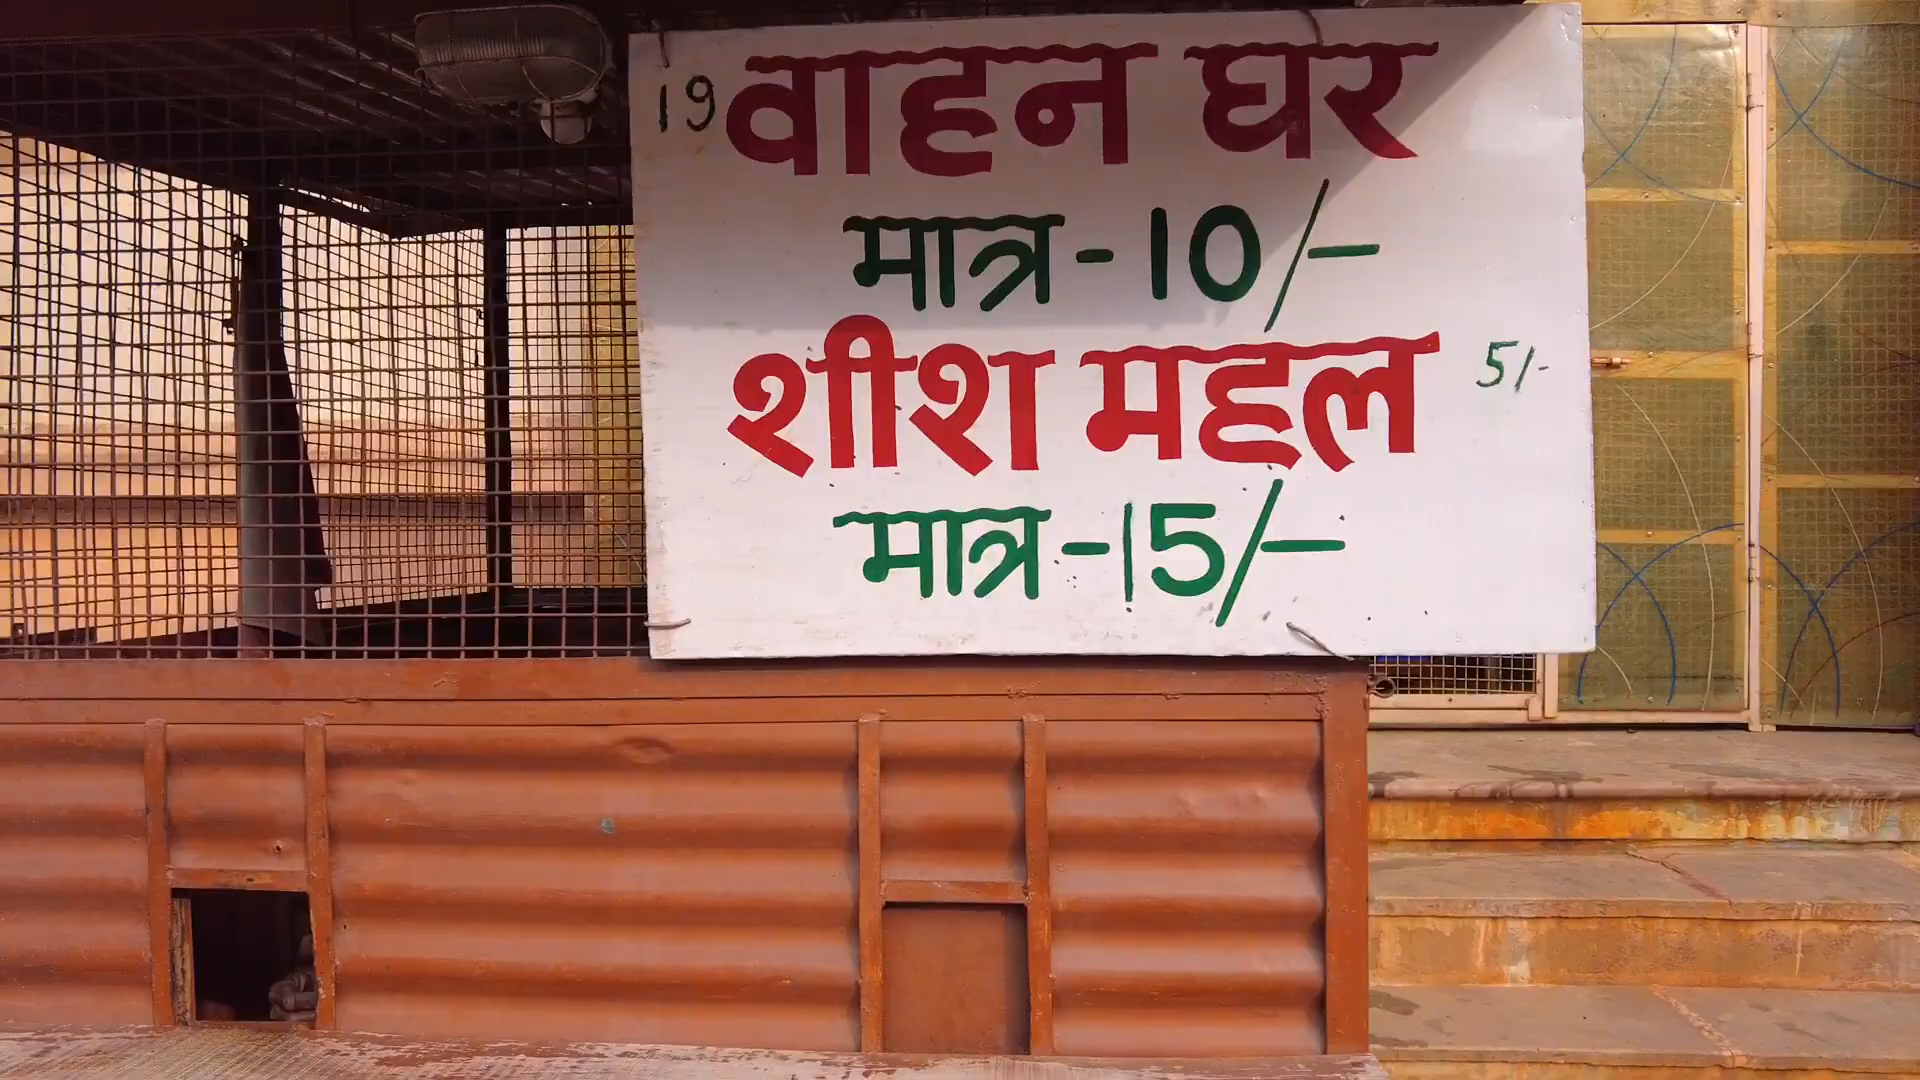 19 वाहन घर
मात्र - 10/-
शीश महल 5/-
मात्र - 15/-